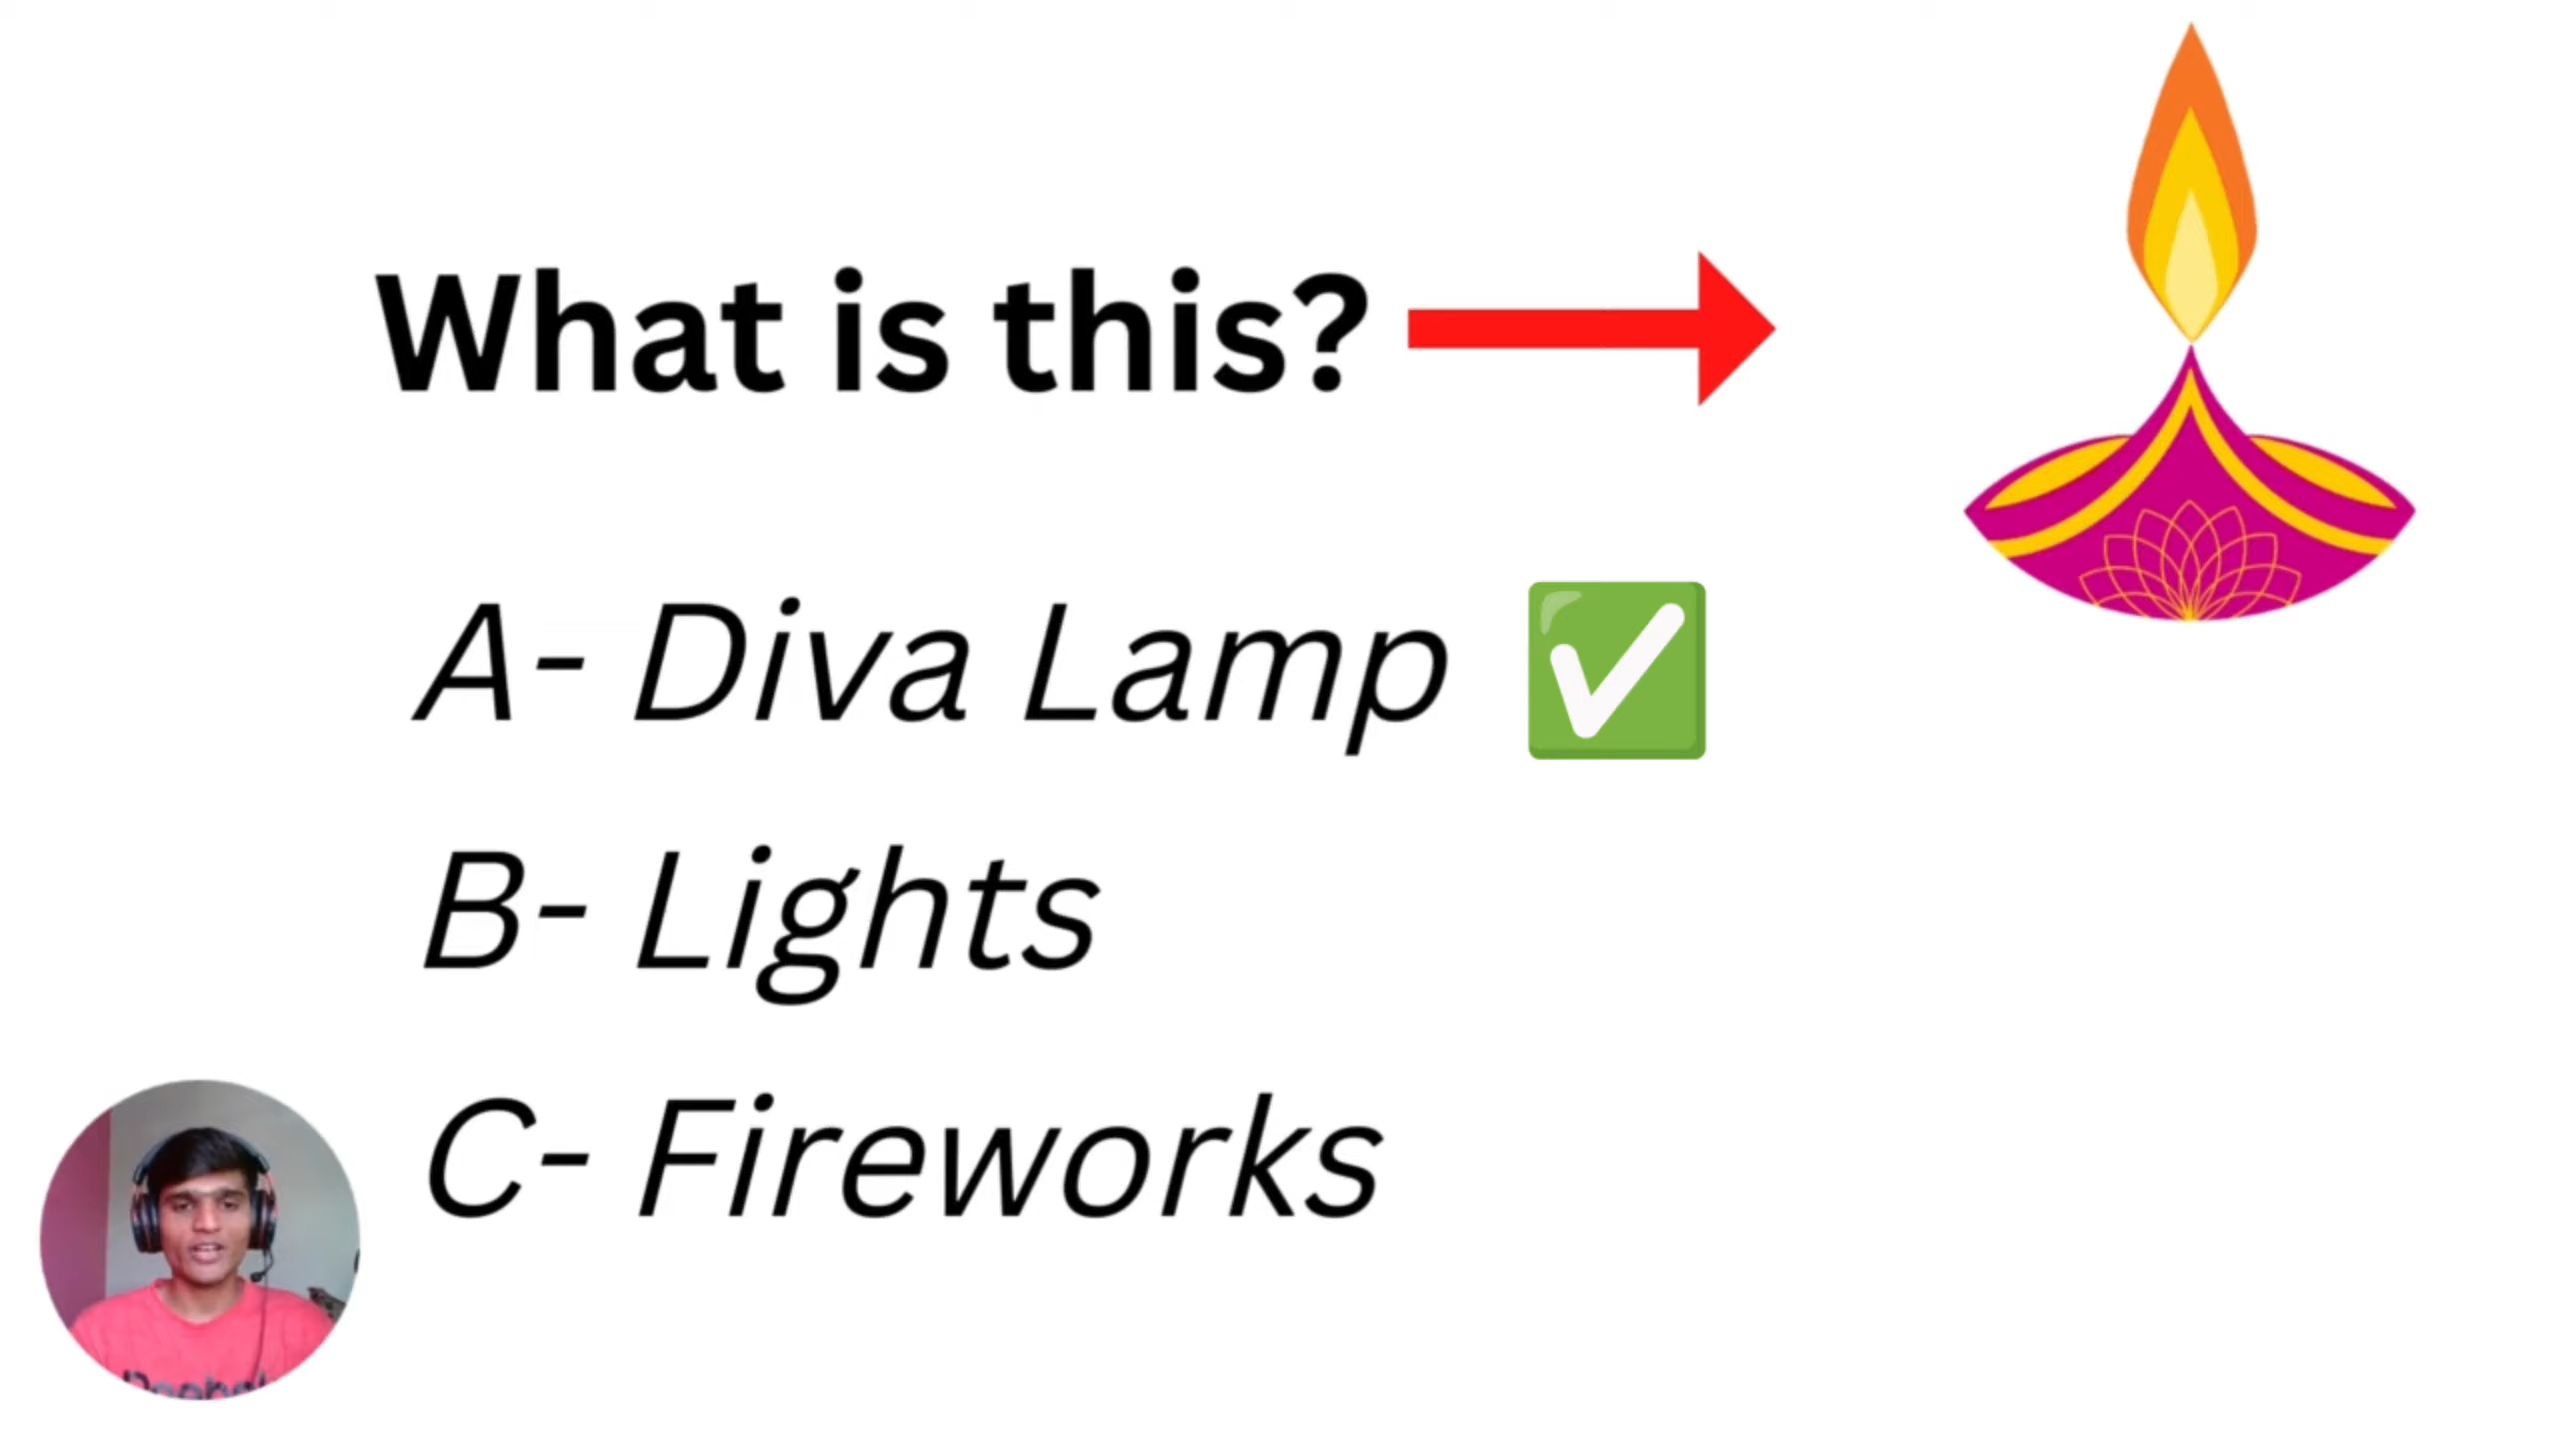 What is this?
A- Diva Lamp
B- Lights
C- Fireworks